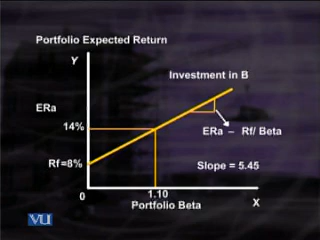 Portfolio Expected Return
Y
Investment in B
ERa
14%
ERa – Rf/ Beta
Rf=8%
Slope = 5.45
0
1.10
X
Portfolio Beta
VU